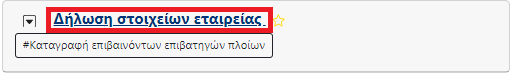 Δήλωση στοιχείων εταιρείας
#Καταγραφή επιβαινόντων επιβατηγών πλοίων